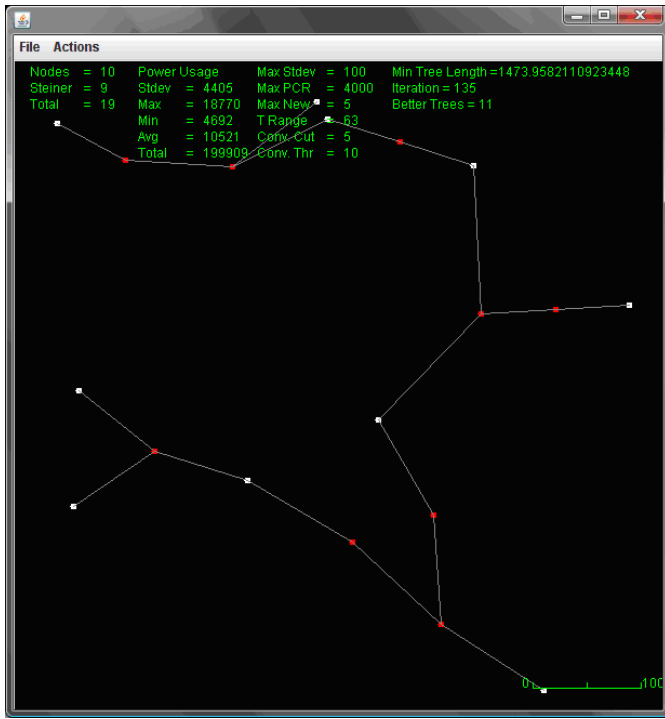 File Actions
Nodes = 10 Power Usage Max Stdev = 100 Min Tree Length =1473.9582110923448
Steiner = 9 Stdev = 4405 Max PCR = 4000 Iteration = 135
Total = 19 Max = 18770 Max New = 5 Better Trees = 11
Min = 4692 T Range = 63
Avg = 10521 Conv. Cut = 5
Total = 199909 Conv. Thr = 10
0 100